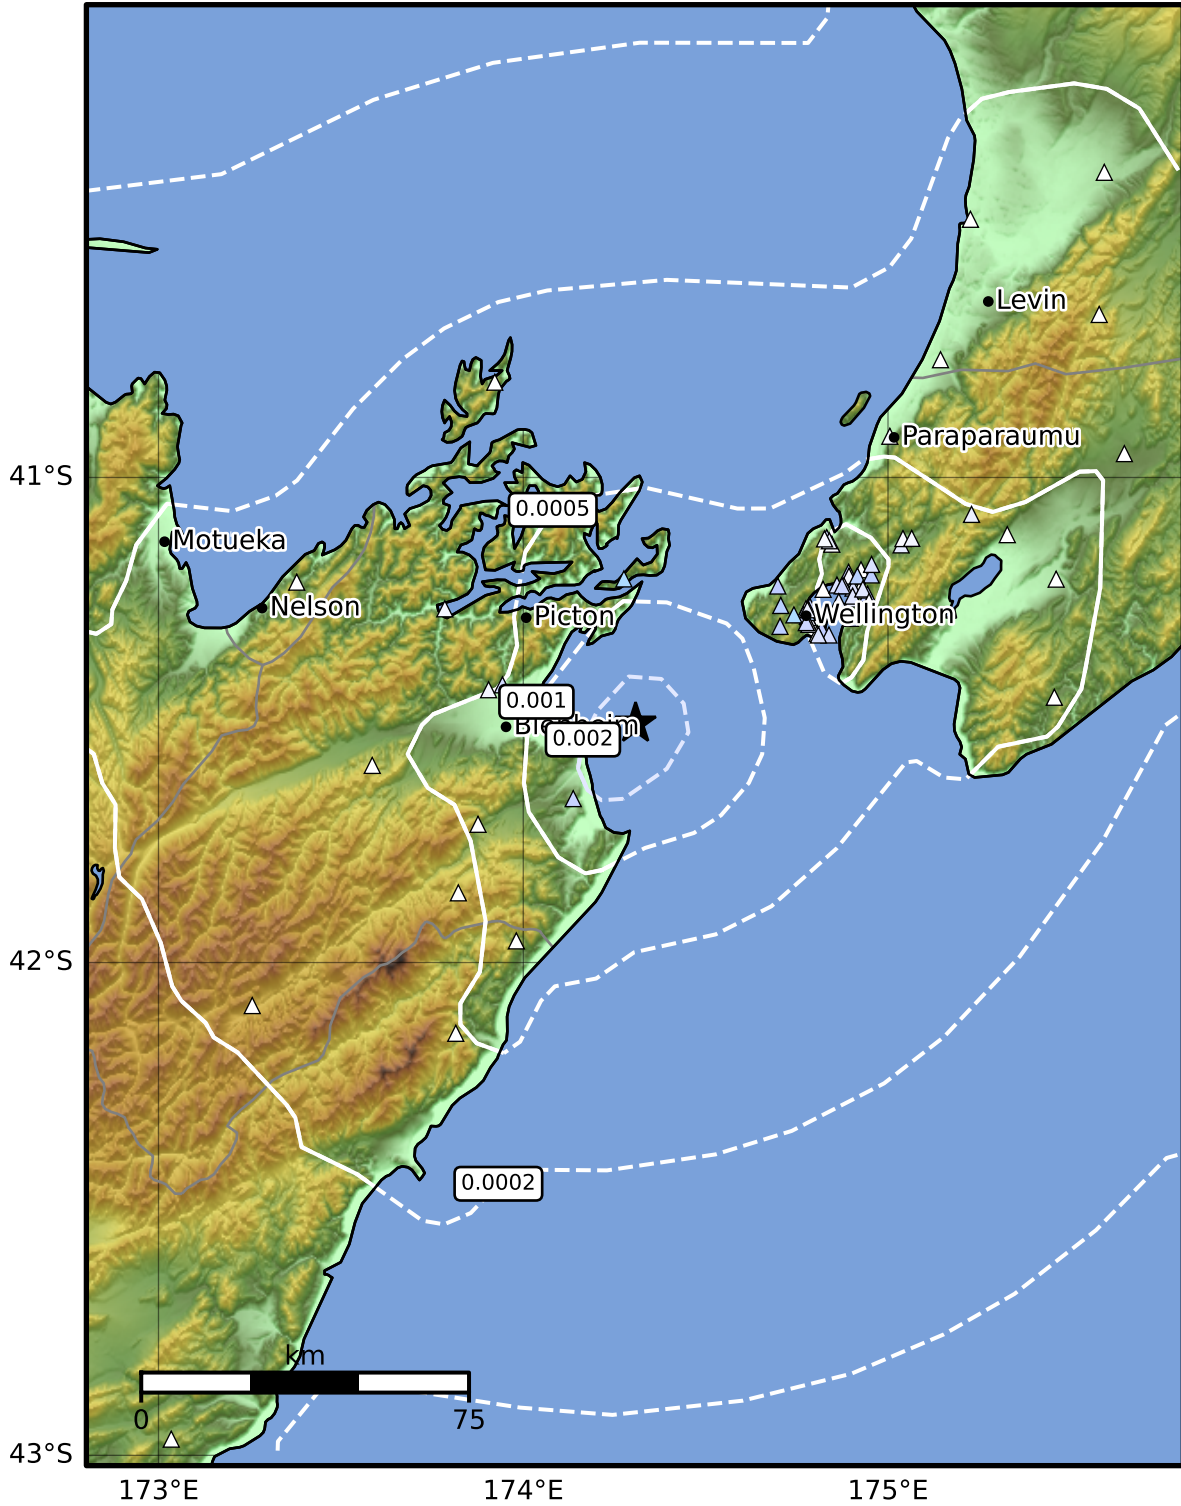 Levin
Paraparaumu
41°S
0.0005
Motueka
Nelson
Picton
Wellington
0.001
Blenheim
0.002
42°S
0.0002
km
0
75
43°S
173°E
174°E
175°E